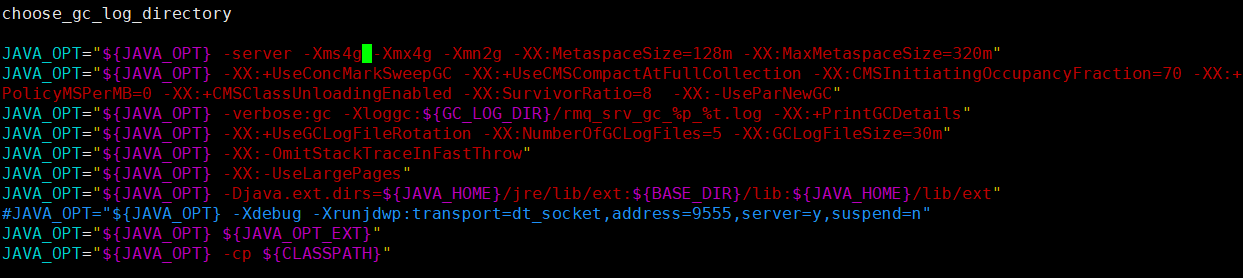 choose_gc_log_directory
JAVA_OPT="${JAVA_OPT} -server -Xms4g -Xmx4g -Xmn2g -XX:MetaspaceSize=128m -XX:MaxMetaspaceSize=320m"
JAVA_OPT="${JAVA_OPT} -XX:+UseConcMarkSweepGC -XX:+UseCMSCompactAtFullCollection -XX:CMSInitiatingOccupancyFraction=70 -XX:+
PolicyMSPerMB=0 -XX:+CMSClassUnloadingEnabled -XX:SurvivorRatio=8  -XX:-UseParNewGC"
JAVA_OPT="${JAVA_OPT} -verbose:gc -Xloggc:${GC_LOG_DIR}/rmq_srv_gc_%p_%t.log -XX:+PrintGCDetails"
JAVA_OPT="${JAVA_OPT} -XX:+UseGCLogFileRotation -XX:NumberOfGCLogFiles=5 -XX:GCLogFileSize=30m"
JAVA_OPT="${JAVA_OPT} -XX:-OmitStackTraceInFastThrow"
JAVA_OPT="${JAVA_OPT} -XX:-UseLargePages"
JAVA_OPT="${JAVA_OPT} -Djava.ext.dirs=${JAVA_HOME}/jre/lib/ext:${BASE_DIR}/lib:${JAVA_HOME}/lib/ext"
#JAVA_OPT="${JAVA_OPT} -Xdebug -Xrunjdwp:transport=dt_socket,address=9555,server=y,suspend=n"
JAVA_OPT="${JAVA_OPT} ${JAVA_OPT_EXT}"
JAVA_OPT="${JAVA_OPT} -cp ${CLASSPATH}"